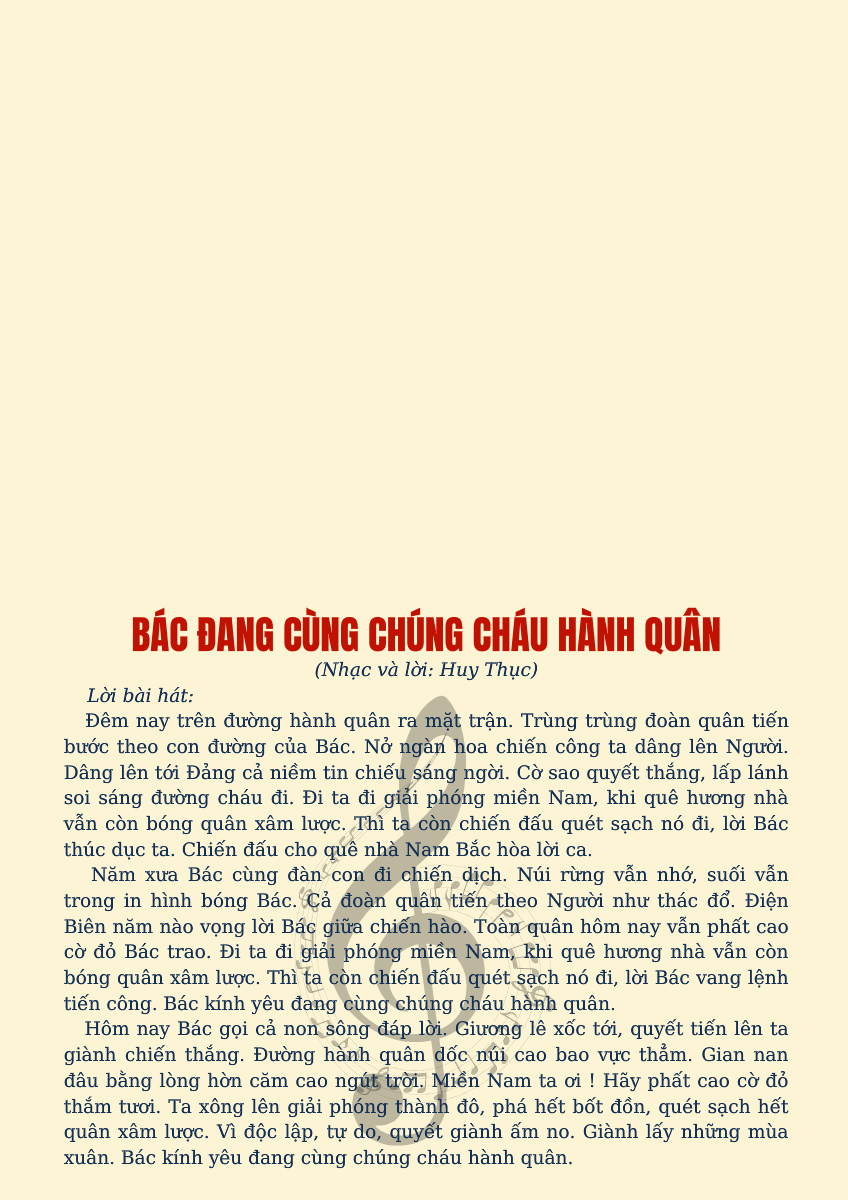 BÁC ĐANG CÙNG CHÚNG CHÁU HÀNH QUÂN
(Nhạc và lời: Huy Thục)
Lời bài hát:
Đêm nay trên đường hành quân ra mặt trận. Trùng trùng đoàn quân tiến
bước theo con đường của Bác. Nở ngàn hoa chiến công ta dâng lên Người.
Dâng lên tới Đảng cả niềm tin chiếu sáng ngời. Cờ sao quyết thắng, lấp lánh
soi sáng đường cháu đi. Đi ta đi giải phóng miền Nam, khi quê hương nhà
vẫn còn bóng quân xâm lược. Thì ta còn chiến đấu quét sạch nó đi, lời Bác
thúc dục ta. Chiến đấu cho quê nhà Nam Bắc hòa lời ca.
Năm xưa Bác cùng đàn con đi chiến dịch. Núi rừng vẫn nhớ, suối vẫn
trong in hình bóng Bác. Cả đoàn quân tiến theo Người như thác đổ. Điện
Biên năm nào vọng lời Bác giữa chiến hào. Toàn quân hôm nay vẫn phất cao
cờ đỏ Bác trao. Đi ta đi giải phóng miền Nam, khi quê hương nhà vẫn còn
bóng quân xâm lược. Thì ta còn chiến đấu quét sạch nó đi, lời Bác vang lệnh
tiến công. Bác kính yêu đang cùng chúng cháu hành quân.
Hôm nay Bác gọi cả non sông đáp lời. Giương lê xốc tới, quyết tiến lên ta
giành chiến thắng. Đường hành quân dốc núi cao bao vực thẳm. Gian nan
đâu bằng lòng hờn căm cao ngút trời. Miền Nam ta ơi ! Hãy phất cao cờ đỏ
thắm tươi. Ta xông lên giải phóng thành đô, phá hết bốt đồn, quét sạch hết
quân xâm lược. Vì độc lập, tự do, quyết giành ấm no. Giành lấy những mùa
xuân. Bác kính yêu đang cùng chúng cháu hành quân.